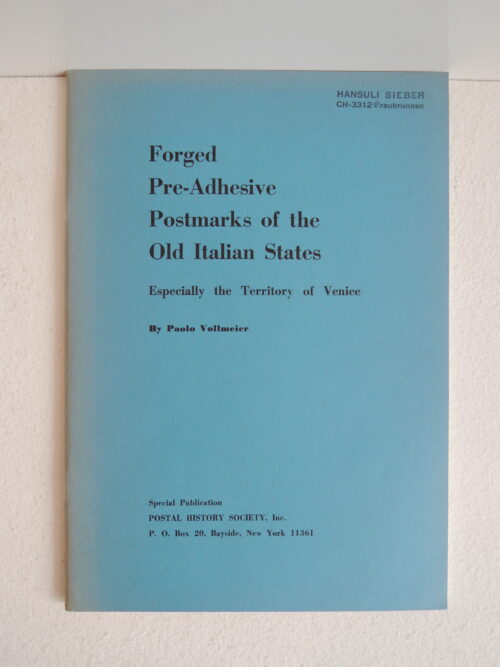 HANSULI SIEBER
CH-3312 Fraubrunnen
Forged
Pre-Adhesive
Postmarks of the
Old Italian States
Especially the Territory of Venice
By Paolo Vollmeier
Special Publication
POSTAL HISTORY SOCIETY, Inc.
P. O. Box 20, Bayside, New York 11361